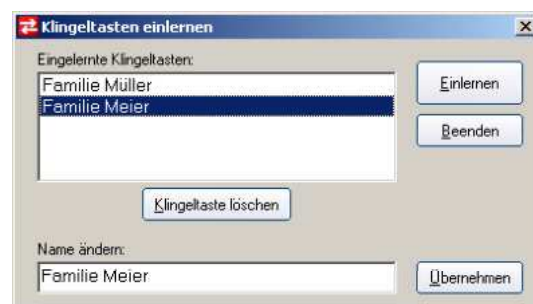 Klingeltasten einlernen
Eingelernte Klingeltasten:
Familie Müller
Familie Meier
Einlernen
Beenden
Klingeltaste löschen
Name ändern:
Familie Meier
Übernehmen